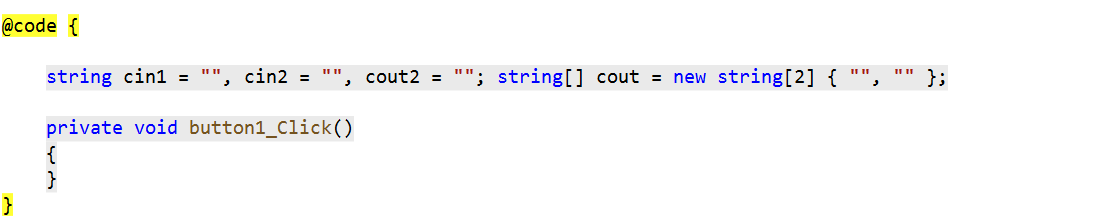 @code {
string cin1 = "", cin2 = "", cout2 = ""; string[] cout = new string[2] { "", "" };
private void button1_Click()
{
}
}